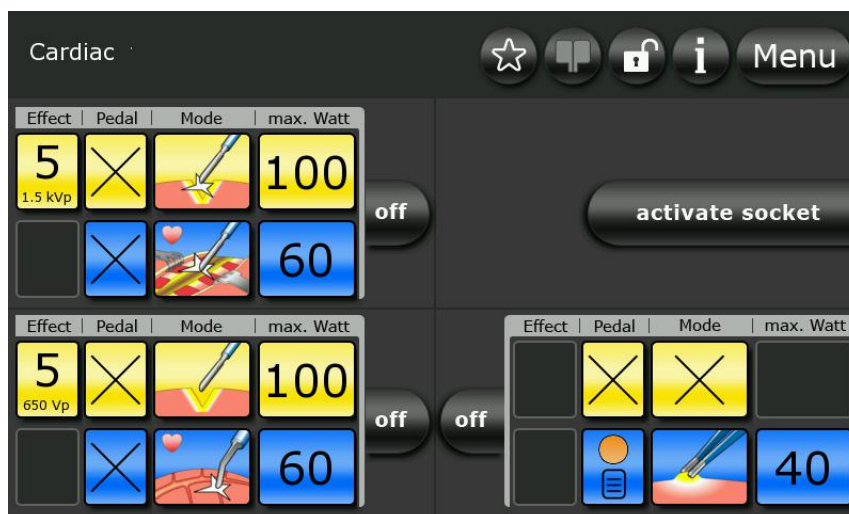 Cardiac
Menu
Effect | Pedal | Mode | max. Watt
5
1.5 kVp
100
off
60
activate socket
Effect | Pedal | Mode | max. Watt
5
650 Vp
100
off
60
Effect | Pedal | Mode | max. Watt
off
40